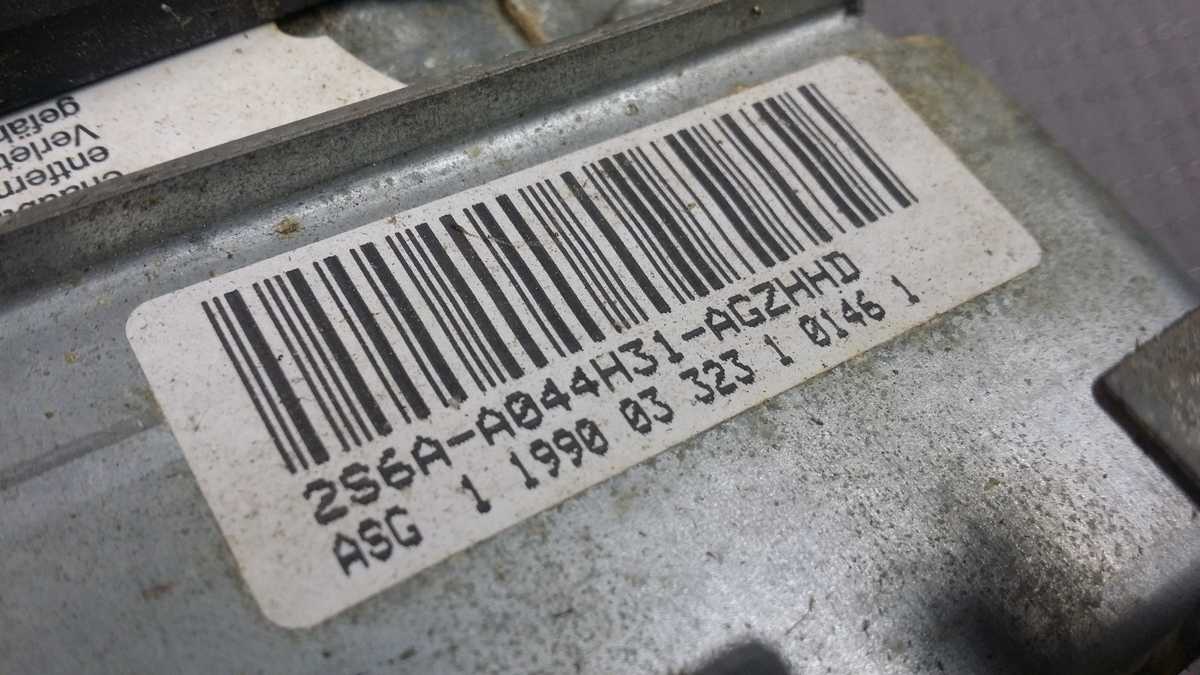 2S6A-A044H31-AGZHHD
ASG 1 1990 03 323 1 0146 1
entfern
Verlet
gefäh